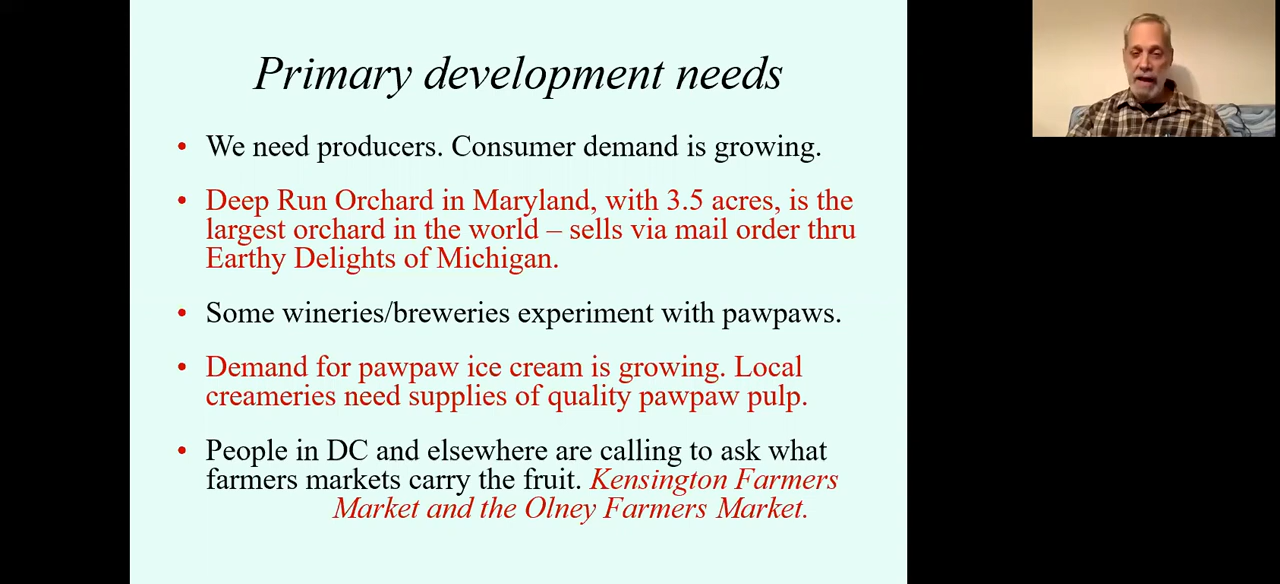 Primary development needs
• We need producers. Consumer demand is growing.
• Deep Run Orchard in Maryland, with 3.5 acres, is the
largest orchard in the world – sells via mail order thru
Earthy Delights of Michigan.
• Some wineries/breweries experiment with pawpaws.
• Demand for pawpaw ice cream is growing. Local
creameries need supplies of quality pawpaw pulp.
• People in DC and elsewhere are calling to ask what
farmers markets carry the fruit. Kensington Farmers
Market and the Olney Farmers Market.